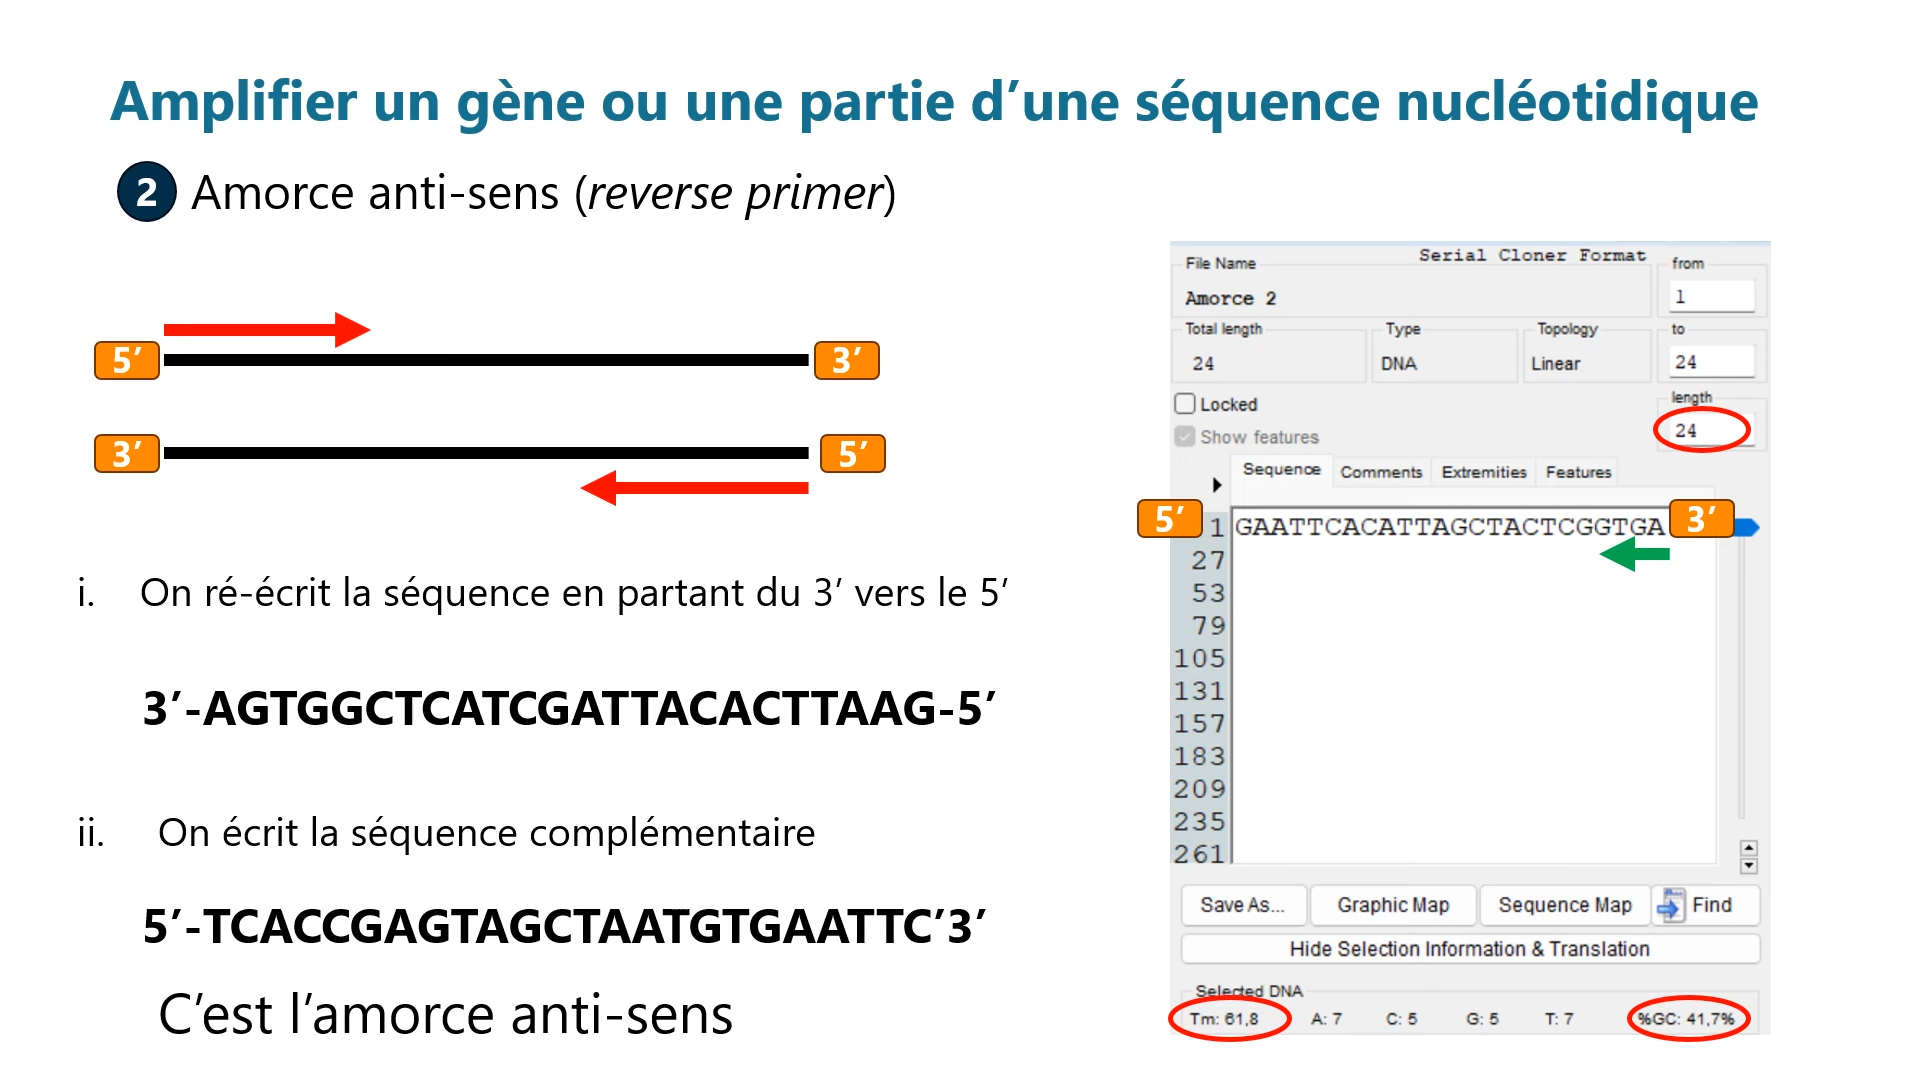 Amplifier un gène ou une partie d’une séquence nucléotidique
2 Amorce anti-sens (reverse primer)
5’ 3’
3’ 5’
i. On ré-écrit la séquence en partant du 3’ vers le 5’
3’-AGTGGCTCATCGATTACACTTAAG-5’
ii. On écrit la séquence complémentaire
5’-TCACCGAGTAGCTAATGTGAATTC’3’
C’est l’amorce anti-sens
Serial Cloner Format
File Name
from
Amorce 2
1
Total length
Type
Topology
to
24
DNA
Linear
24
Locked
length
24
Show features
Sequence
Comments
Extremities
Features
5’ 1 GAATTCACATTAGCTACTCGGTGA 3’
27
53
79
105
131
157
183
209
235
261
Save As...
Graphic Map
Sequence Map
Find
Hide Selection Information & Translation
Selected DNA
Tm: 61,8 A: 7 C: 5 G: 5 T: 7 %GC: 41,7%